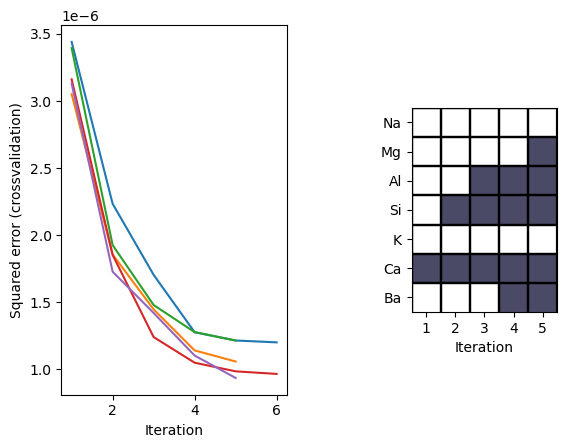 1e−6
Squared error (crossvalidation)
3.5
3.0
2.5
2.0
1.5
1.0
2
4
6
Iteration
Na
Mg
Al
Si
K
Ca
Ba
1
2
3
4
5
Iteration